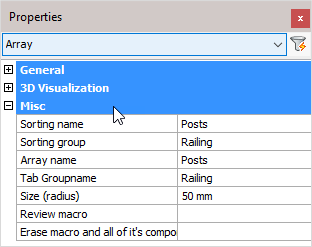 Properties
Array
General
3D Visualization
Misc
Sorting name Posts
Sorting group Railing
Array name Posts
Tab Groupname Railing
Size (radius) 50 mm
Review macro
Erase macro and all of it's compo